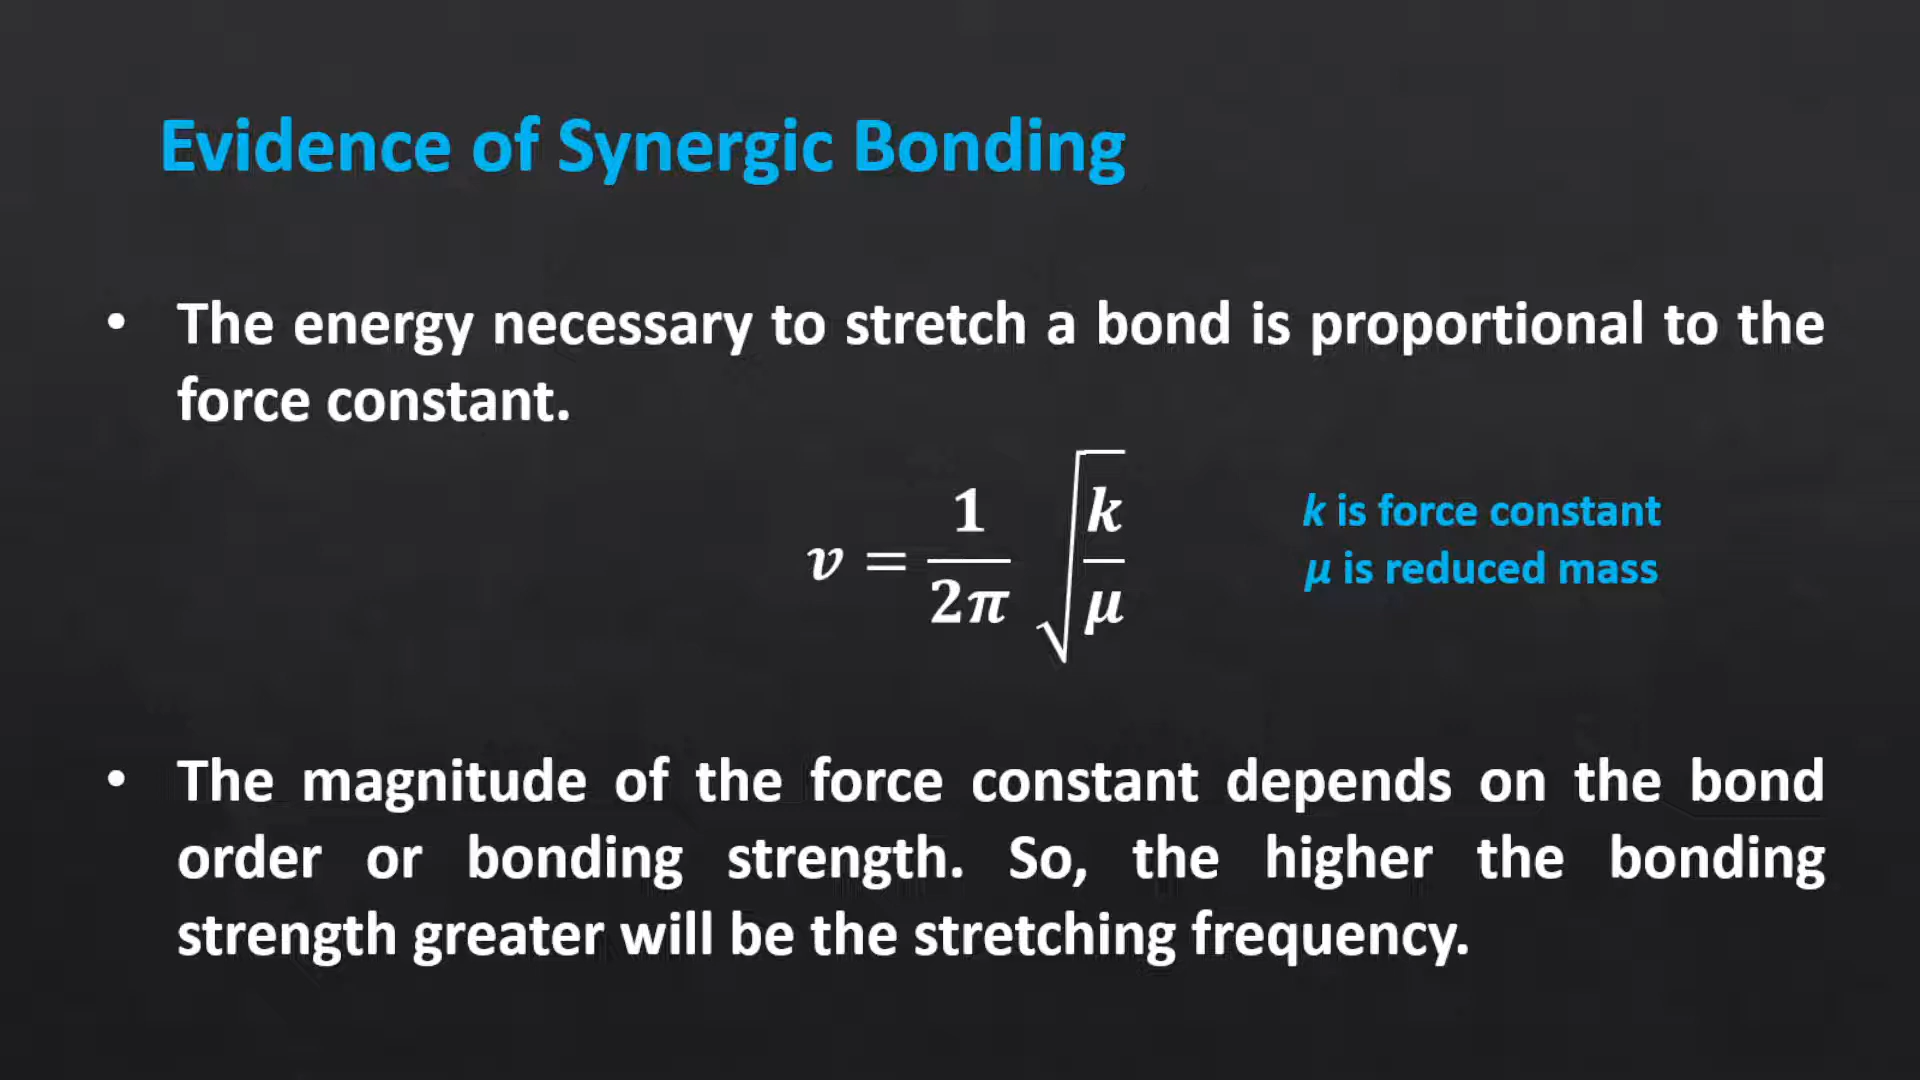 Evidence of Synergic Bonding
• The energy necessary to stretch a bond is proportional to the
force constant.
ν = 1/2π √k/μ
k is force constant
μ is reduced mass
• The magnitude of the force constant depends on the bond
order or bonding strength. So, the higher the bonding
strength greater will be the stretching frequency.